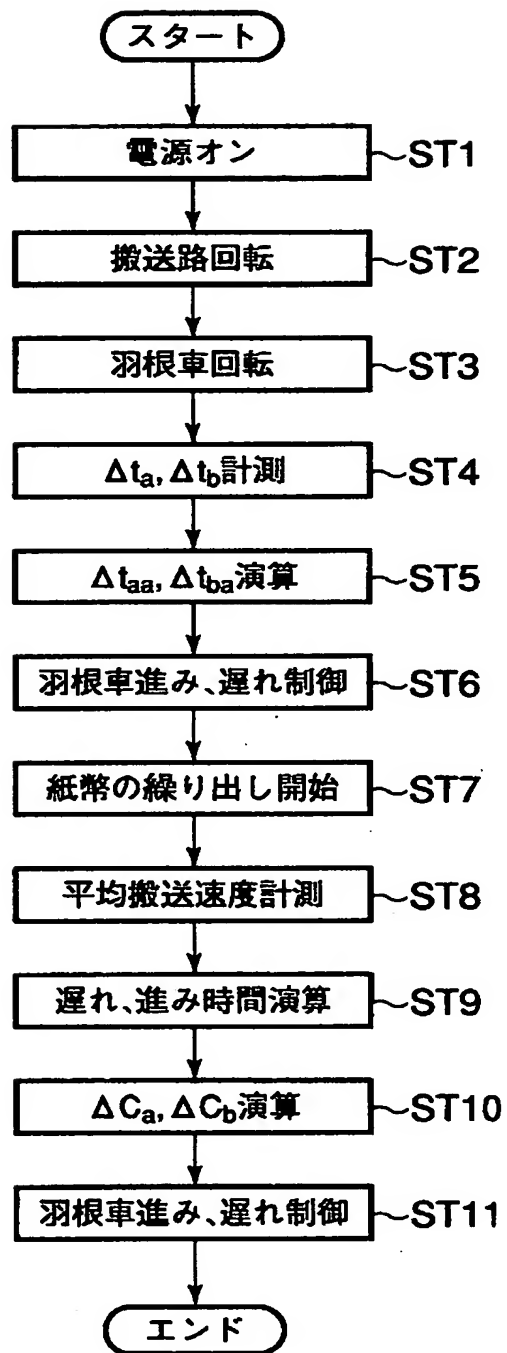 スタート
電源オン ST1
搬送路回転 ST2
羽根車回転 ST3
Δta, Δtb計測 ST4
Δtaa, Δtba演算 ST5
羽根車進み、遅れ制御 ST6
紙幣の繰り出し開始 ST7
平均搬送速度計測 ST8
遅れ、進み時間演算 ST9
ΔCa, ΔCb演算 ST10
羽根車進み、遅れ制御 ST11
エンド